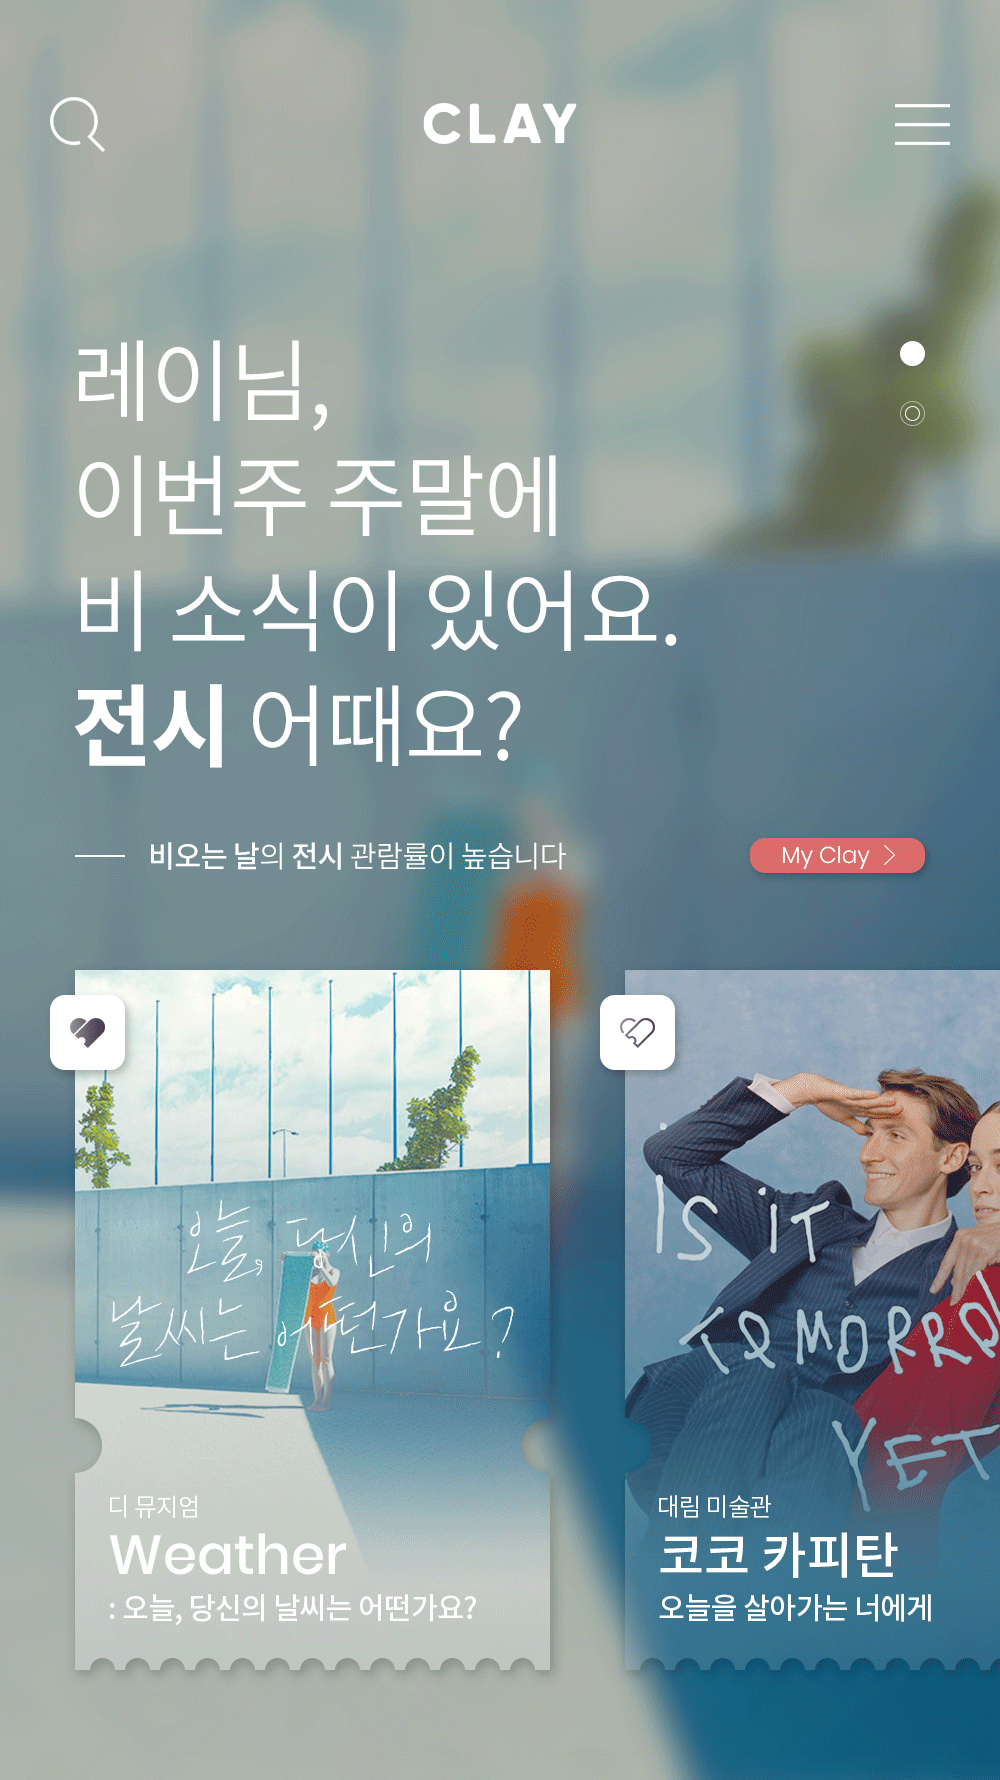 CLAY
레이님,
이번주 주말에
비 소식이 있어요.
전시 어때요?
비오는 날의 전시 관람률이 높습니다
My Clay
오늘, 당신의
날씨는 어떤가요?
디 뮤지엄
Weather
: 오늘, 당신의 날씨는 어떤가요?
IS iT
TOMORRO
YET
대림 미술관
코코 카피탄
오늘을 살아가는 너에게